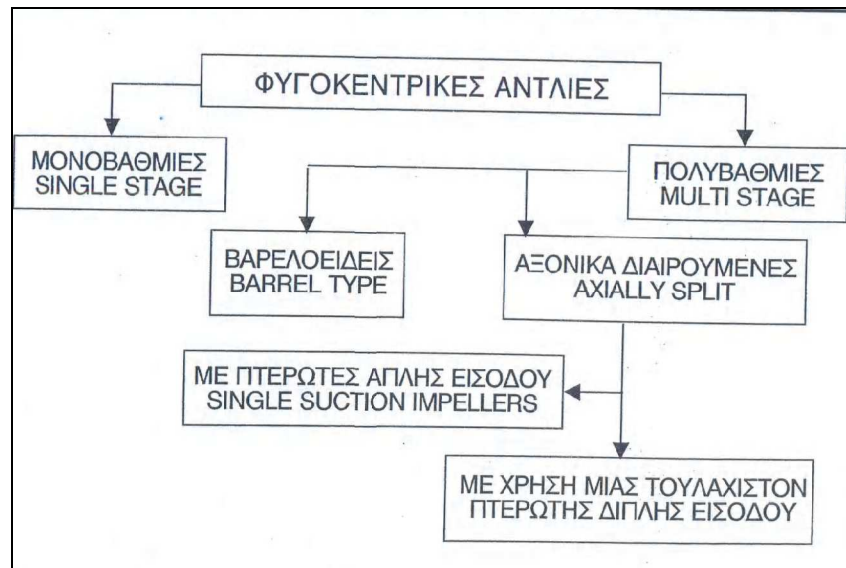 ΦΥΓΟΚΕΝΤΡΙΚΕΣ ΑΝΤΛΙΕΣ
ΜΟΝΟΒΑΘΜΙΕΣ
SINGLE STAGE
ΠΟΛΥΒΑΘΜΙΕΣ
MULTI STAGE
ΒΑΡΕΛΟΕΙΔΕΙΣ
BARREL TYPE
ΑΞΟΝΙΚΑ ΔΙΑΙΡΟΥΜΕΝΕΣ
AXIALLY SPLIT
ΜΕ ΠΤΕΡΩΤΕΣ ΑΠΛΗΣ ΕΙΣΟΔΟΥ
SINGLE SUCTION IMPELLERS
ΜΕ ΧΡΗΣΗ ΜΙΑΣ ΤΟΥΛΑΧΙΣΤΟΝ
ΠΤΕΡΩΤΗΣ ΔΙΠΛΗΣ ΕΙΣΟΔΟΥ